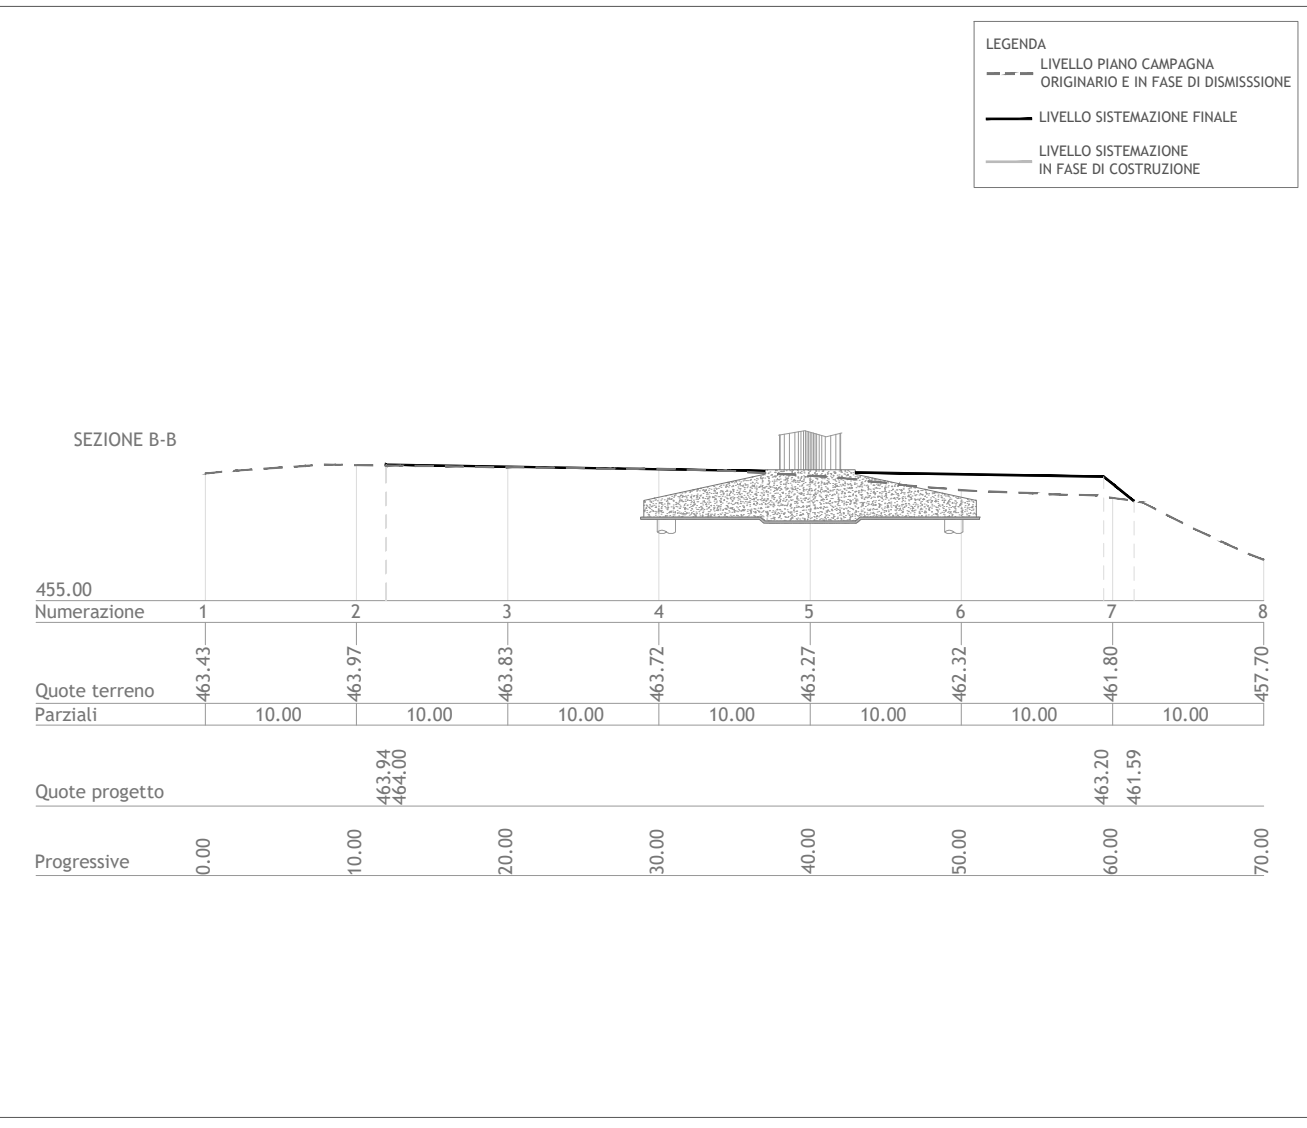 LEGENDA
LIVELLO PIANO CAMPAGNA
ORIGINARIO E IN FASE DI DISMISSSIONE
LIVELLO SISTEMAZIONE FINALE
LIVELLO SISTEMAZIONE
IN FASE DI COSTRUZIONE
SEZIONE B-B
455.00
Numerazione 1 2 3 4 5 6 7 8
Quote terreno 463.43 463.97 463.83 463.72 463.27 462.32 461.80 457.70
Parziali 10.00 10.00 10.00 10.00 10.00 10.00 10.00
Quote progetto 463.94 464.00 463.20 461.59
Progressive 0.00 10.00 20.00 30.00 40.00 50.00 60.00 70.00